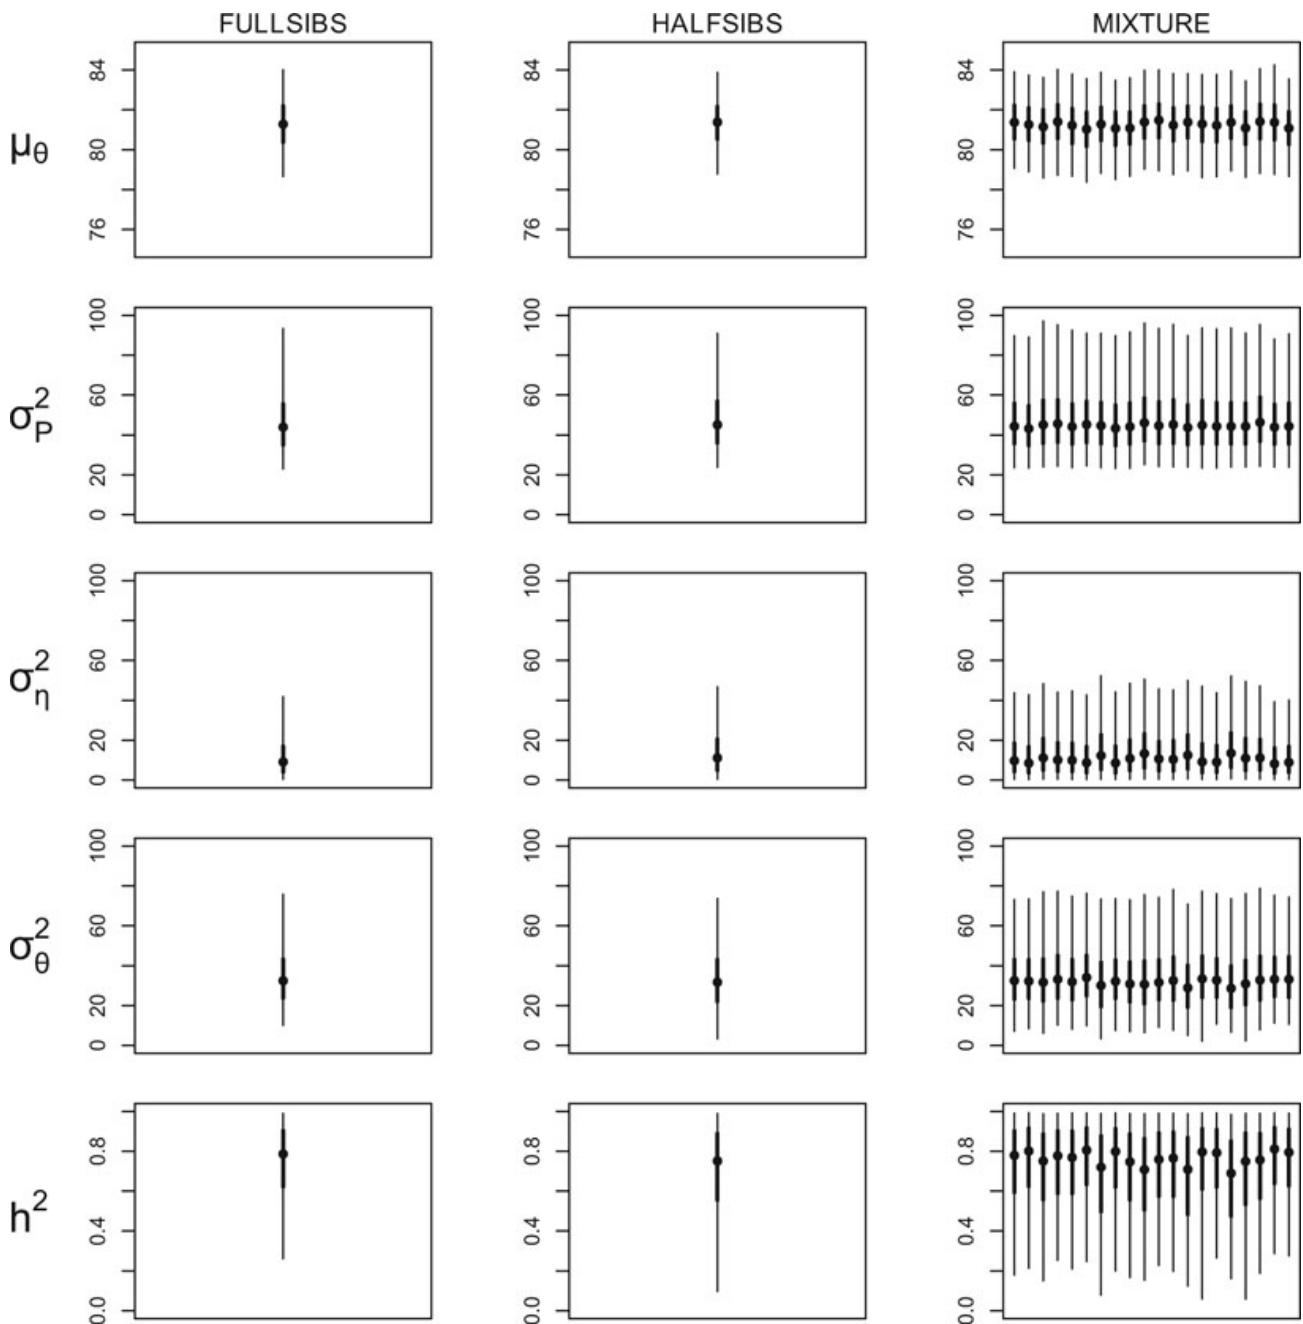 FULLSIBS HALFSIBS MIXTURE
μθ 84 80 76 84 80 76 84 80 76
σ²P 100 60 20 0 100 60 20 0 100 60 20 0
σ²η 100 60 20 0 100 60 20 0 100 60 20 0
σ²θ 100 60 20 0 100 60 20 0 100 60 20 0
h² 0.8 0.4 0.0 0.8 0.4 0.0 0.8 0.4 0.0